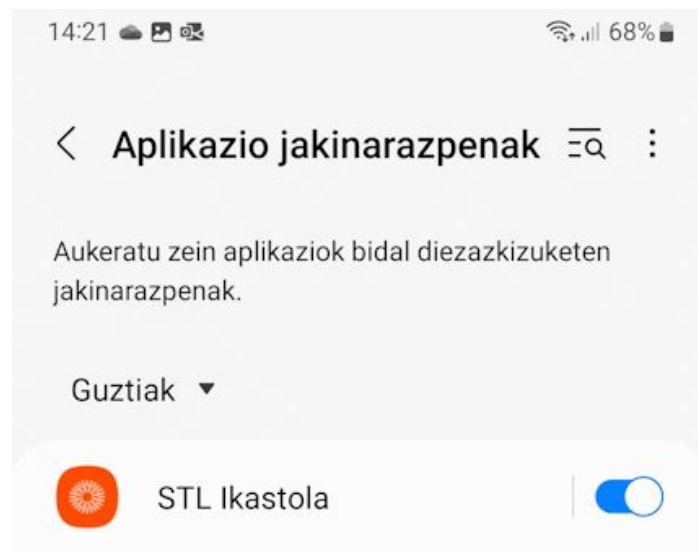 14:21 68%
Aplikazio jakinarazpenak
Aukeratu zein aplikaziok bidal diezazkizuketen
jakinarazpenak.
Guztiak
STL Ikastola